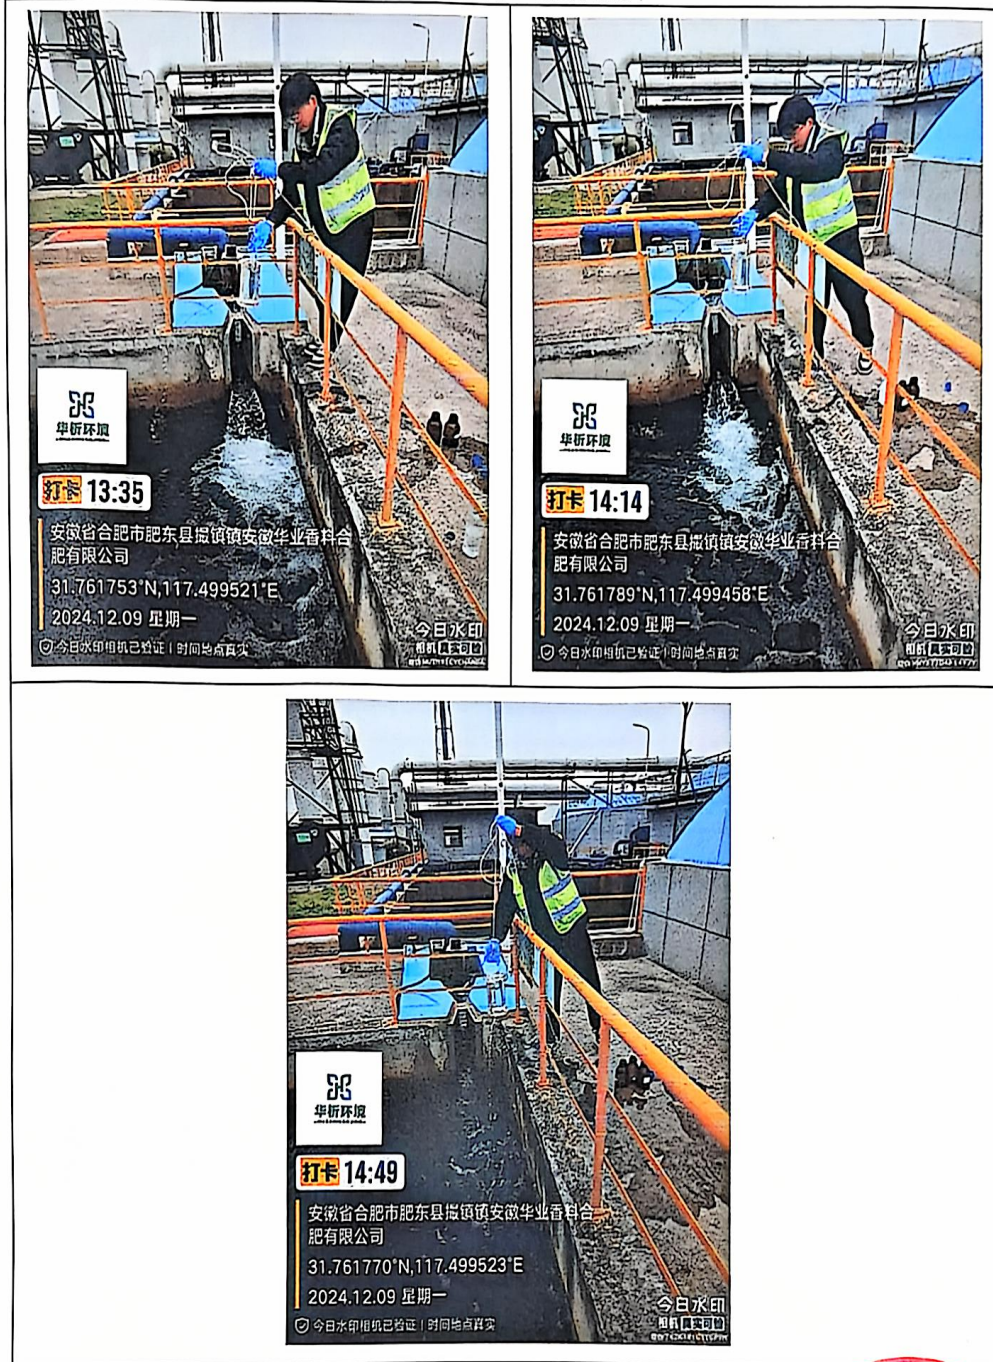 华析环境
打卡 13:35
安徽省合肥市肥东县撮镇镇安徽华业香料合
肥有限公司
31.761753°N,117.499521°E
2024.12.09 星期一
今日水印相机已验证 | 时间地点真实
今日水印
相机 真实可验
华析环境
打卡 14:14
安徽省合肥市肥东县撮镇镇安徽华业香料合
肥有限公司
31.761789°N,117.499458°E
2024.12.09 星期一
今日水印相机已验证 | 时间地点真实
今日水印
相机 真实可验
华析环境
打卡 14:49
安徽省合肥市肥东县撮镇镇安徽华业香料合
肥有限公司
31.761770°N,117.499523°E
2024.12.09 星期一
今日水印相机已验证 | 时间地点真实
今日水印
相机 真实可验